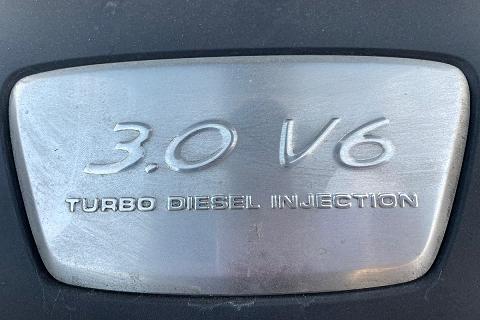 3.0 V6
TURBO DIESEL INJECTION